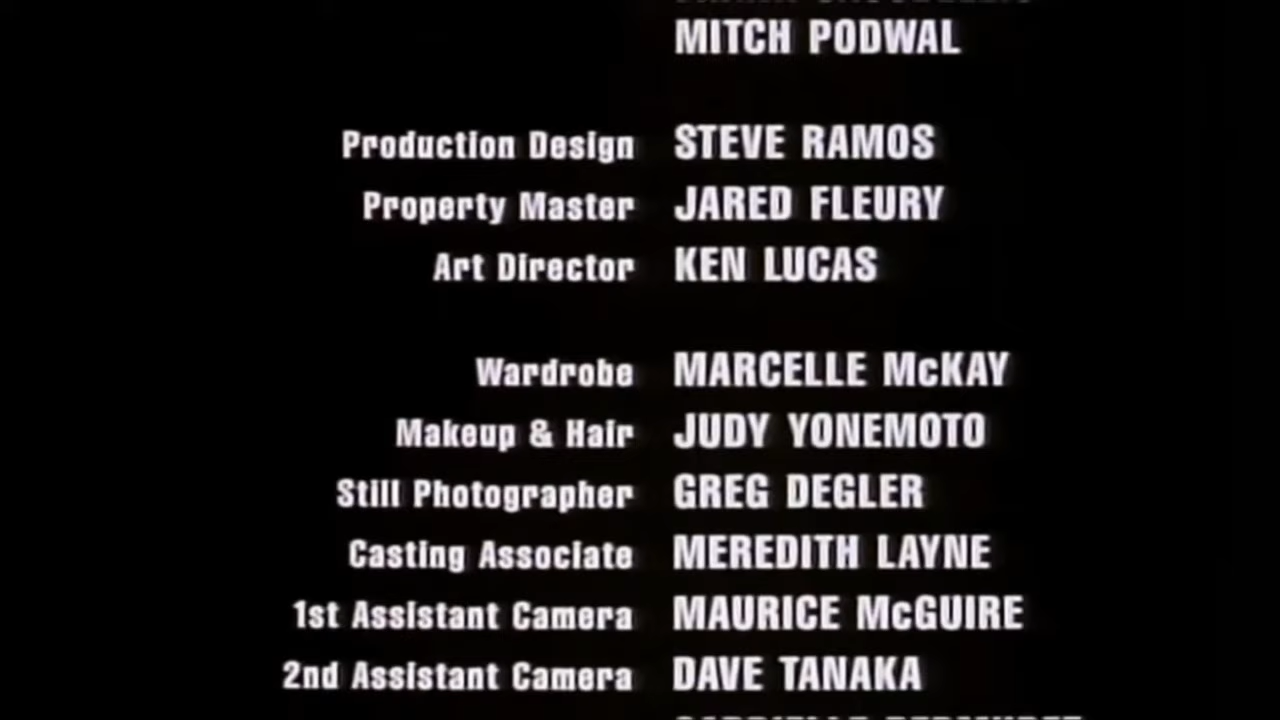 MITCH PODWAL
Production Design STEVE RAMOS
Property Master JARED FLEURY
Art Director KEN LUCAS
Wardrobe MARCELLE McKAY
Makeup & Hair JUDY YONEMOTO
Still Photographer GREG DEGLER
Casting Associate MEREDITH LAYNE
1st Assistant Camera MAURICE McGUIRE
2nd Assistant Camera DAVE TANAKA